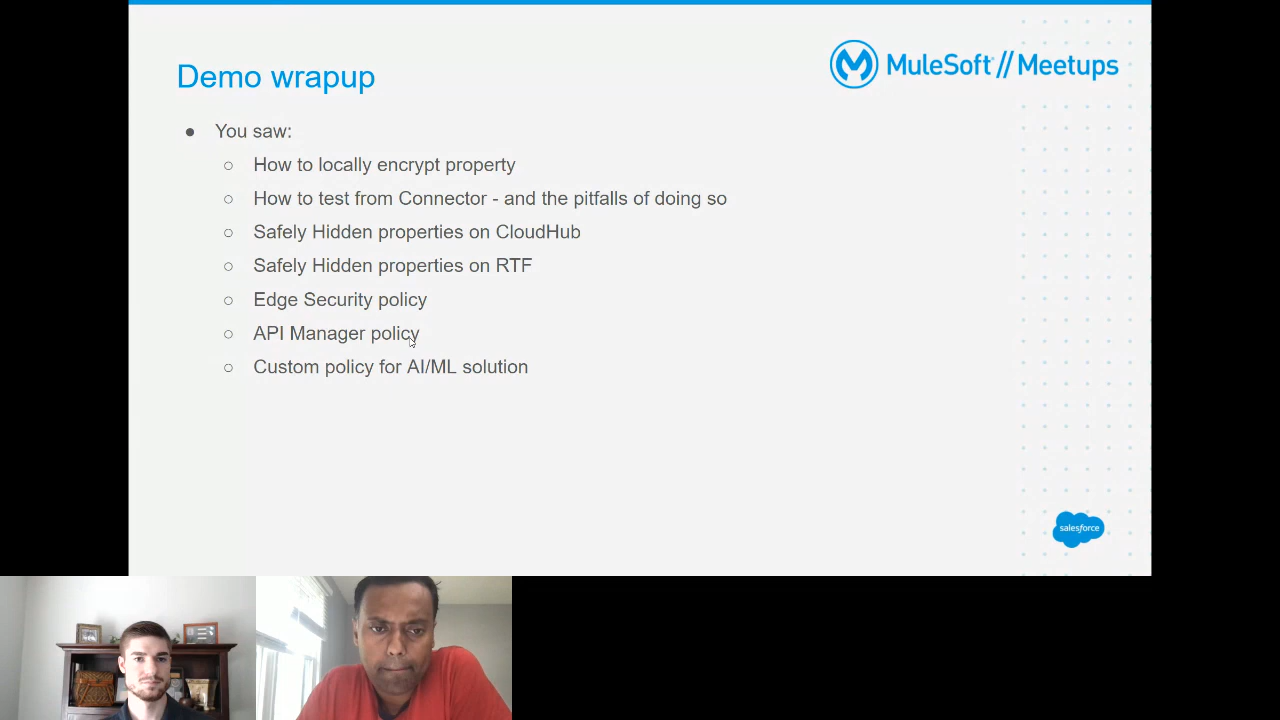 MuleSoft // Meetups
Demo wrapup
● You saw:
○ How to locally encrypt property
○ How to test from Connector - and the pitfalls of doing so
○ Safely Hidden properties on CloudHub
○ Safely Hidden properties on RTF
○ Edge Security policy
○ API Manager policy
○ Custom policy for AI/ML solution
salesforce